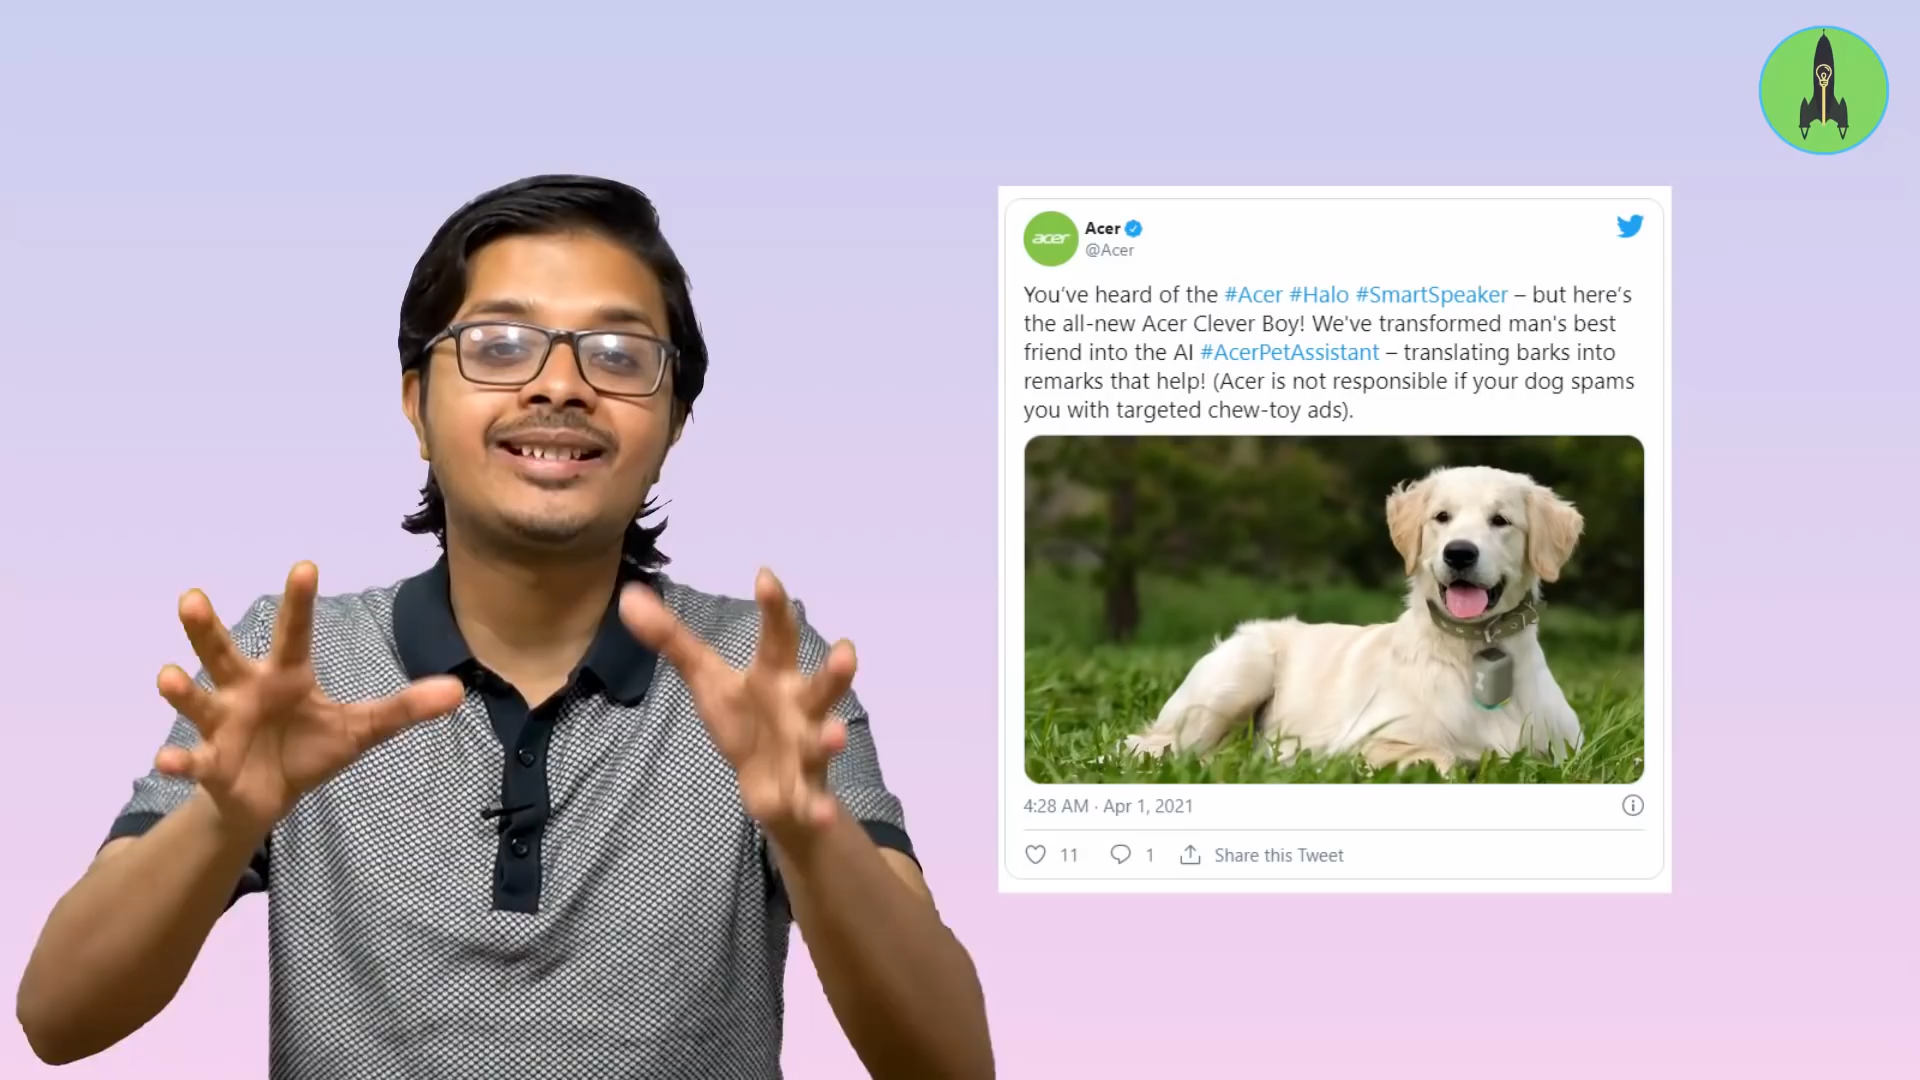 acer
Acer
@Acer
You’ve heard of the #Acer #Halo #SmartSpeaker – but here’s
the all-new Acer Clever Boy! We've transformed man's best
friend into the AI #AcerPetAssistant – translating barks into
remarks that help! (Acer is not responsible if your dog spams
you with targeted chew-toy ads).
4:28 AM · Apr 1, 2021
11 1 Share this Tweet